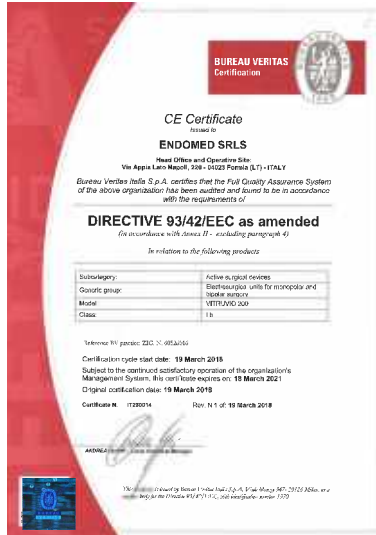 BUREAU VERITAS
Certification
CE Certificate
Issued to
ENDOMED SRLS
Head Office and Operative Site:
Via Appia Lato Napoli, 220 - 04023 Formia (LT) - ITALY
Bureau Veritas Italia S.p.A. certifies that the Full Quality Assurance System
of the above organization has been audited and found to be in accordance
with the requirements of
DIRECTIVE 93/42/EEC as amended
(in accordance with Annex II - excluding paragraph 4)
In relation to the following products
Subcategory: Active surgical devices
Generic group: Electrosurgical units for monopolar and
bipolar surgery
Model VITRUVIO 200
Class: IIb
Certification cycle start date: 19 March 2018
Subject to the continued satisfactory operation of the organization's
Management System, this certificate expires on: 18 March 2021
Original certification date: 19 March 2018
Certificate N. IT280014 Rev. N 1 of: 19 March 2018
ANDREA